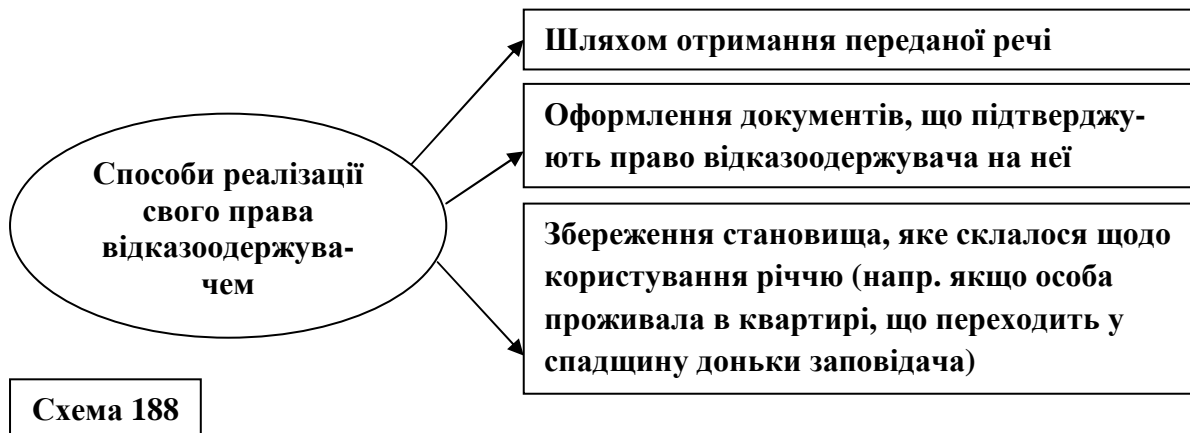 Способи реалізації
свого права
відказоодержува-
чем
Шляхом отримання переданої речі
Оформлення документів, що підтверджу-
ють право відказоодержувача на неї
Збереження становища, яке склалося щодо
користування річчю (напр. якщо особа
проживала в квартирі, що переходить у
спадщину доньки заповідача)
Схема 188